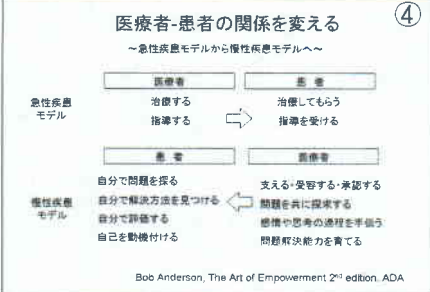 ④
医療者-患者の関係を変える
～急性疾患モデルから慢性疾患モデルへ～
医療者 患者
急性疾患モデル
治療する 治療してもらう
指導する 指導を受ける
患者 医療者
慢性疾患モデル
自分で問題を探る
自分で解決方法を見つける
自分で評価する
自己を動機付ける
支える・受容する・承認する
問題を共に探求する
感情や思考の過程を手伝う
問題解決能力を育てる
Bob Anderson, The Art of Empowerment 2nd edition, ADA